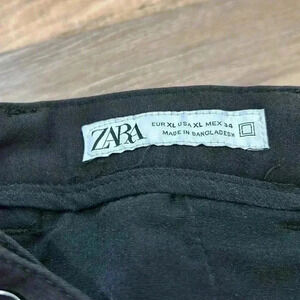 ZARA
EUR XL USA XL MEX 34
MADE IN BANGLADESH